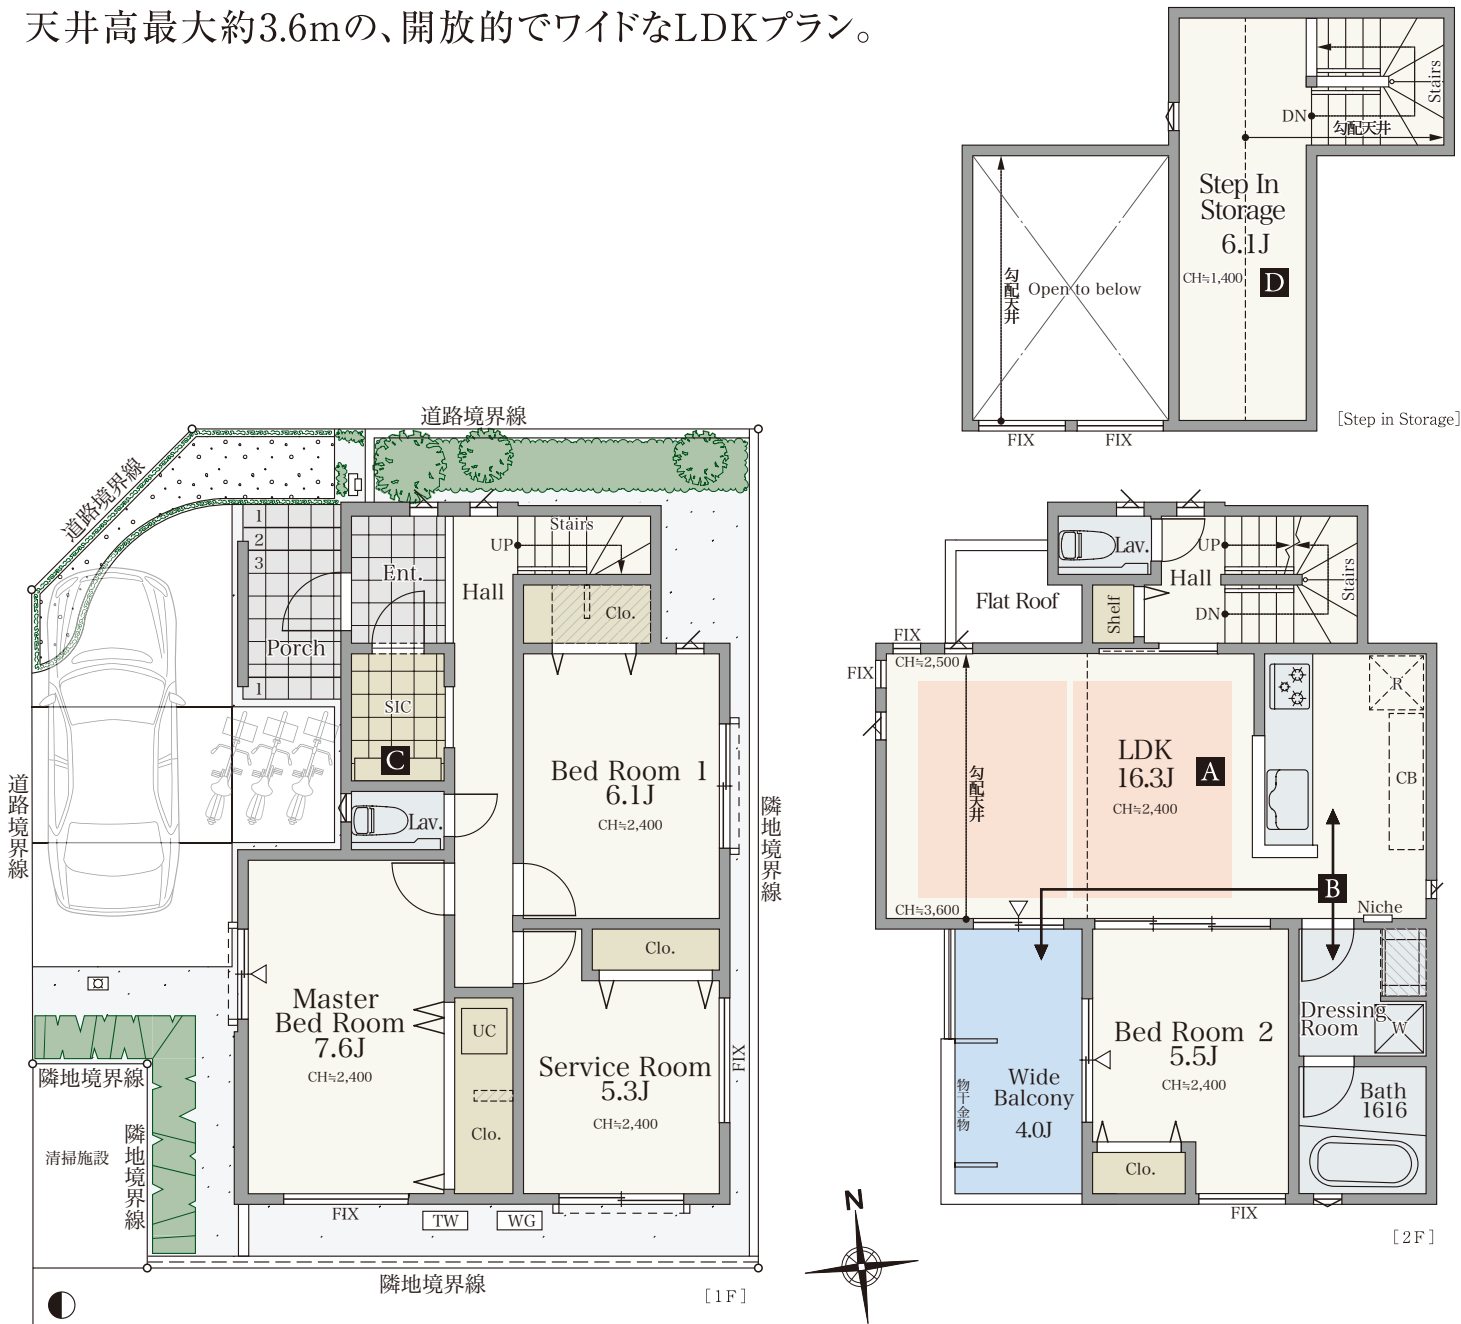 天井高最大約3.6mの、開放的でワイドなLDKプラン。
Stairs
DN
勾配天井
Step In
Storage
6.1J
CH≒1,400
D
勾配天井
Open to below
FIX
FIX
[Step in Storage]
道路境界線
道路境界線
1
2
3
Porch
1
Ent.
Hall
UP
Stairs
Clo.
SIC
C
Lav.
Bed Room 1
6.1J
CH≒2,400
道路境界線
隣地境界線
Clo.
Master
Bed Room
7.6J
CH≒2,400
UC
Clo.
Service Room
5.3J
CH≒2,400
FIX
隣地境界線
清掃施設
隣地境界線
FIX
TW
WG
隣地境界線
[1F]
Lav.
UP
Hall
Stairs
Flat Roof
Shelf
DN
FIX
FIX
CH≒2,500
R
LDK
16.3J
A
CH≒2,400
勾配天井
CB
B
CH≒3,600
Niche
Dressing
Room
W
Bed Room 2
5.5J
CH≒2,400
Wide
Balcony
4.0J
物干金物
Bath
1616
Clo.
FIX
N
[2F]